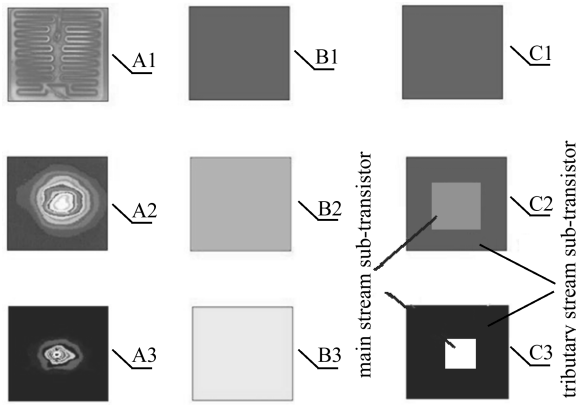 A1
B1
C1
A2
B2
main stream sub-transistor
C2
tributary stream sub-transistor
A3
B3
C3